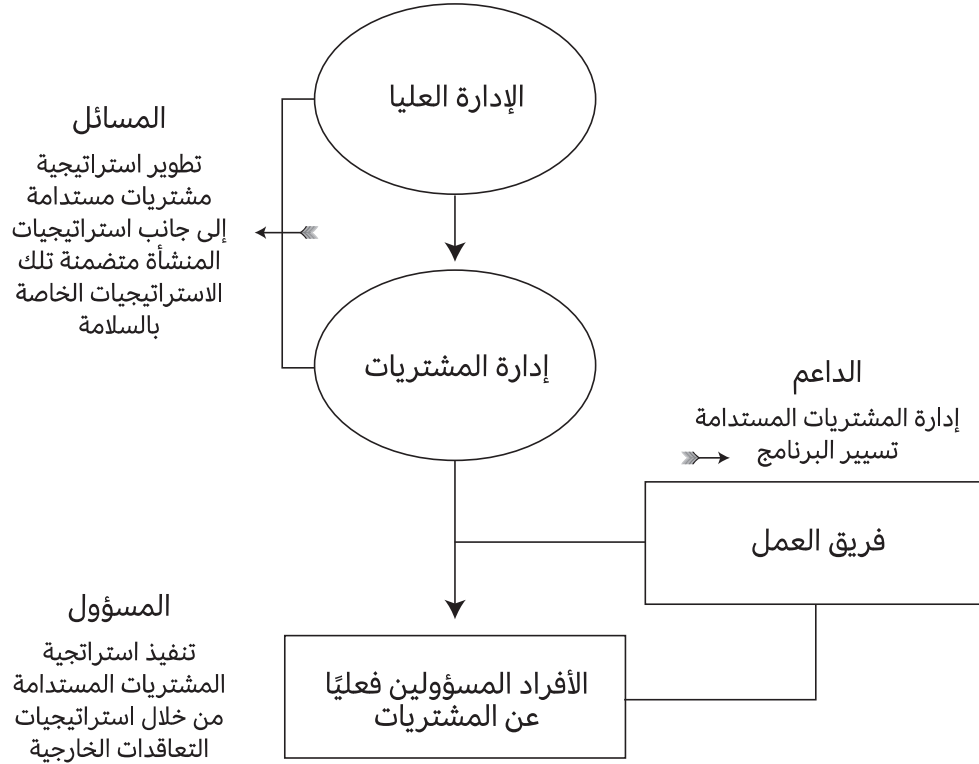 الإدارة العليا
المسائل
تطوير استراتيجية
مشتريات مستدامة
إلى جانب استراتيجيات
المنشأة متضمنة تلك
الاستراتيجيات الخاصة
بالسلامة
إدارة المشتريات
الداعم
إدارة المشتريات المستدامة
تسيير البرنامج
فريق العمل
المسؤول
تنفيذ استراتجية
المشتريات المستدامة
من خلال استراتيجيات
التعاقدات الخارجية
الأفراد المسؤولين فعليًا
عن المشتريات